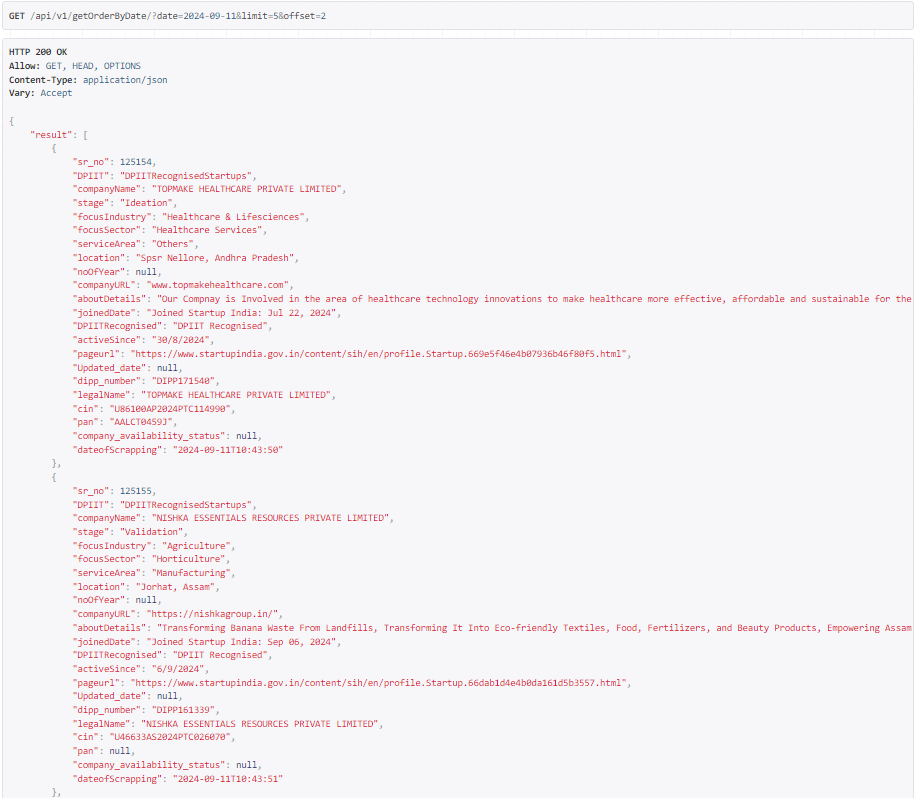 GET /api/v1/getOrderByDate/?date=2024-09-11&limit=5&offset=2
HTTP 200 OK
Allow: GET, HEAD, OPTIONS
Content-Type: application/json
Vary: Accept
{
"result": [
{
"sr_no": 125154,
"DPIIT": "DPIITRecognisedStartups",
"companyName": "TOPMAKE HEALTHCARE PRIVATE LIMITED",
"stage": "Ideation",
"focusIndustry": "Healthcare & Lifesciences",
"focusSector": "Healthcare Services",
"serviceArea": "Others",
"location": "Spsr Nellore, Andhra Pradesh",
"noOfYear": null,
"companyURL": "www.topmakehealthcare.com",
"aboutDetails": "Our Compnay is Involved in the area of healthcare technology innovations to make healthcare more effective, affordable and sustainable for the
"joinedDate": "Joined Startup India: Jul 22, 2024",
"DPIITRecognised": "DPIIT Recognised",
"activeSince": "30/8/2024",
"pageurl": "https://www.startupindia.gov.in/content/sih/en/profile.Startup.669e5f46e4b07936b46f80f5.html",
"Updated_date": null,
"dipp_number": "DIPP171540",
"legalName": "TOPMAKE HEALTHCARE PRIVATE LIMITED",
"cin": "U86100AP2024PTC114990",
"pan": "AALCT0459J",
"company_availability_status": null,
"dateofScrapping": "2024-09-11T10:43:50"
},
{
"sr_no": 125155,
"DPIIT": "DPIITRecognisedStartups",
"companyName": "NISHKA ESSENTIALS RESOURCES PRIVATE LIMITED",
"stage": "Validation",
"focusIndustry": "Agriculture",
"focusSector": "Horticulture",
"serviceArea": "Manufacturing",
"location": "Jorhat, Assam",
"noOfYear": null,
"companyURL": "https://nishkagroup.in/",
"aboutDetails": "Transforming Banana Waste From Landfills, Transforming It Into Eco-friendly Textiles, Food, Fertilizers, and Beauty Products, Empowering Assam
"joinedDate": "Joined Startup India: Sep 06, 2024",
"DPIITRecognised": "DPIIT Recognised",
"activeSince": "6/9/2024",
"pageurl": "https://www.startupindia.gov.in/content/sih/en/profile.Startup.66dab1d4e4b0da161d5b3557.html",
"Updated_date": null,
"dipp_number": "DIPP161339",
"legalName": "NISHKA ESSENTIALS RESOURCES PRIVATE LIMITED",
"cin": "U46633AS2024PTC026070",
"pan": null,
"company_availability_status": null,
"dateofScrapping": "2024-09-11T10:43:51"
},